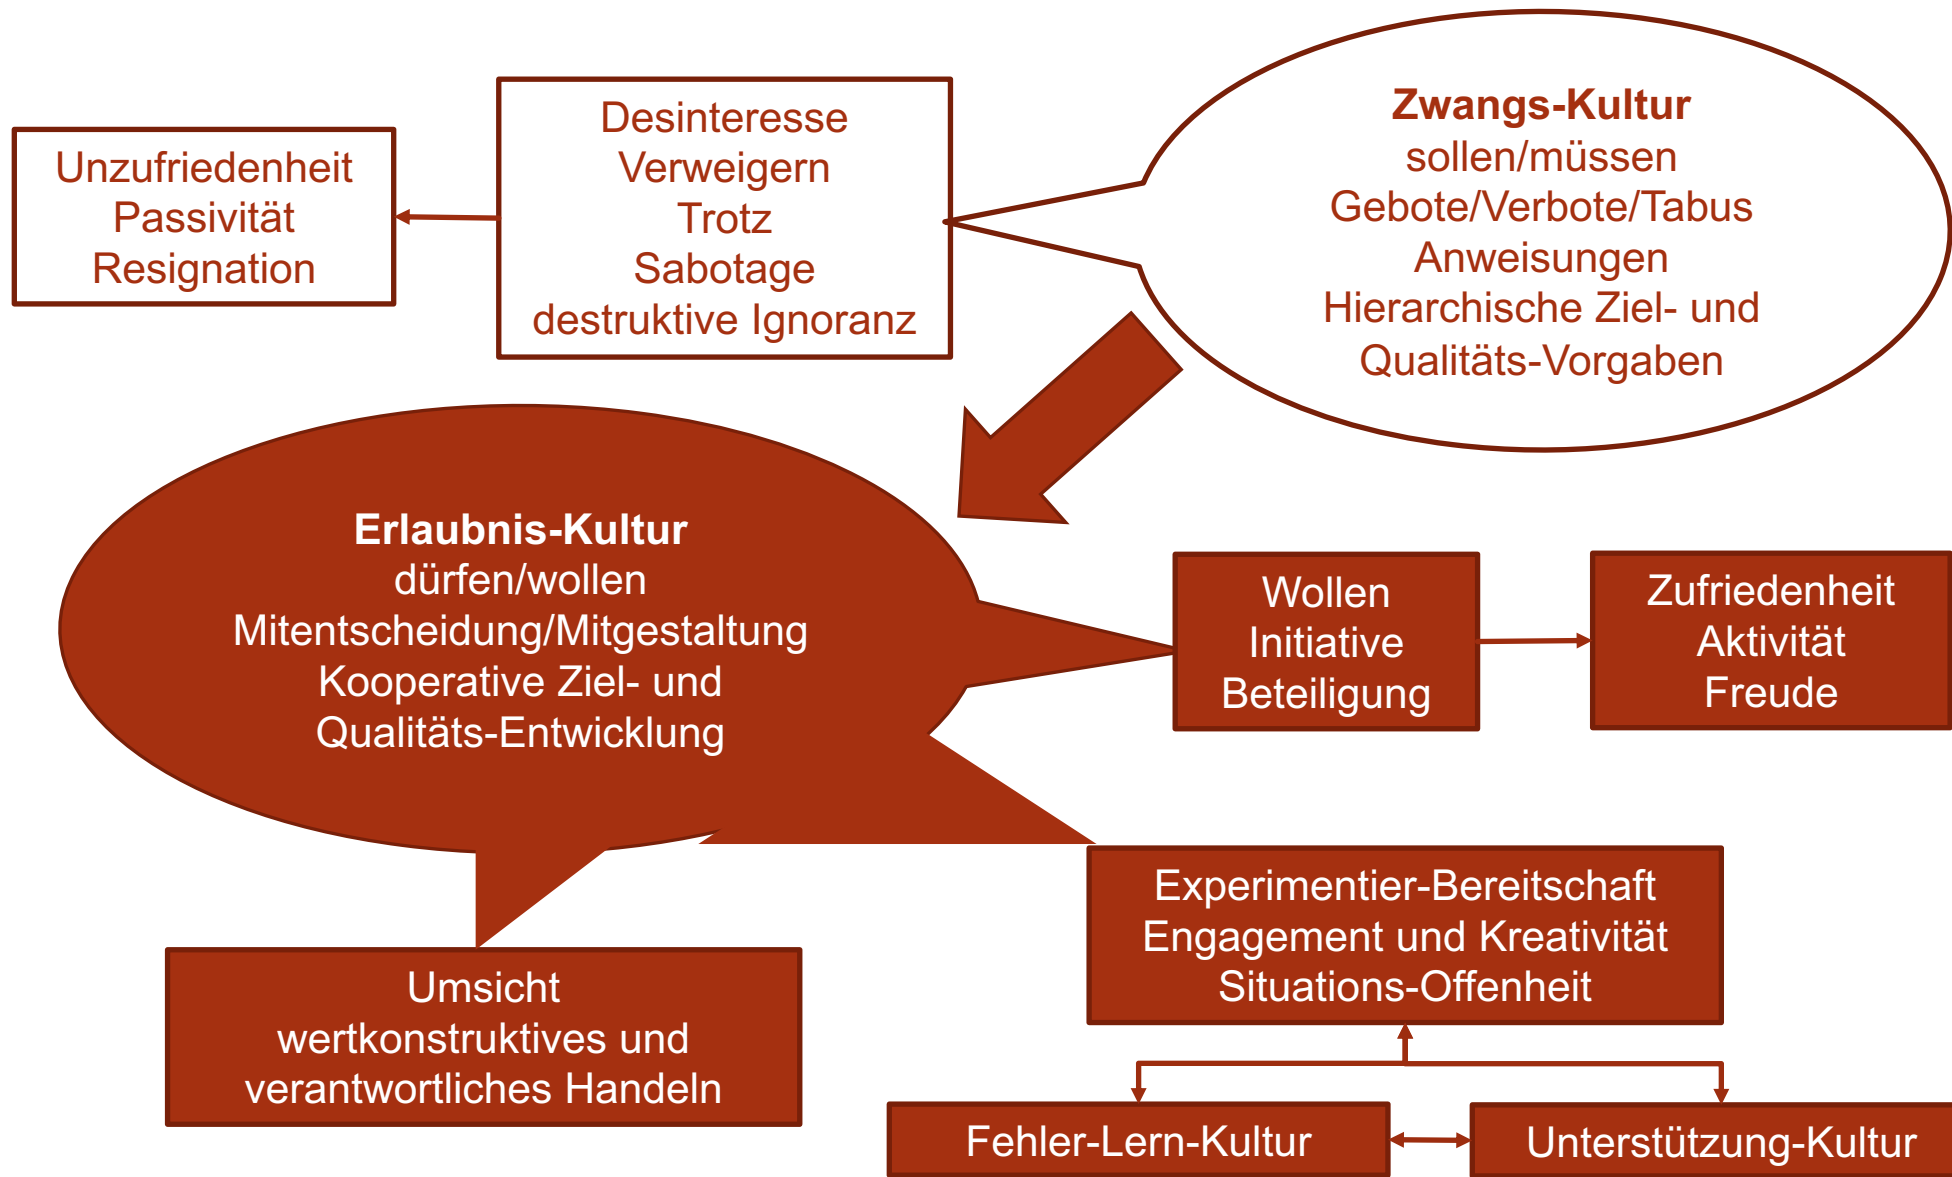 Unzufriedenheit
Passivität
Resignation
Desinteresse
Verweigern
Trotz
Sabotage
destruktive Ignoranz
Zwangs-Kultur
sollen/müssen
Gebote/Verbote/Tabus
Anweisungen
Hierarchische Ziel- und
Qualitäts-Vorgaben
Erlaubnis-Kultur
dürfen/wollen
Mitentscheidung/Mitgestaltung
Kooperative Ziel- und
Qualitäts-Entwicklung
Wollen
Initiative
Beteiligung
Zufriedenheit
Aktivität
Freude
Experimentier-Bereitschaft
Engagement und Kreativität
Situations-Offenheit
Umsicht
wertkonstruktives und
verantwortliches Handeln
Fehler-Lern-Kultur
Unterstützung-Kultur